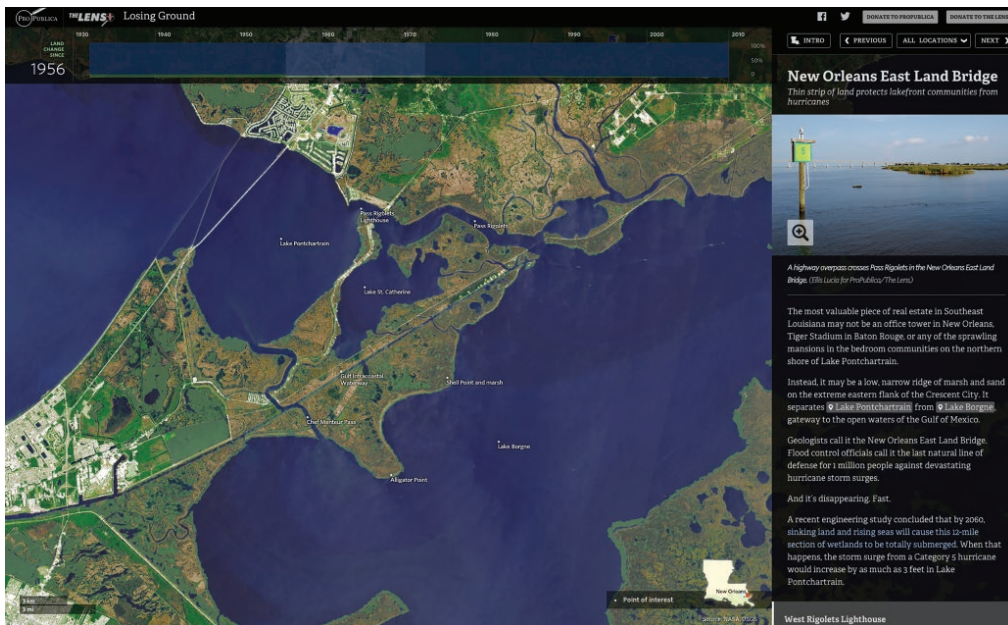 PROPUBLICA
THE LENS
Losing Ground
DONATE TO PROPUBLICA
DONATE TO THE LENS
LAND
CHANGE
SINCE
1956
1930
1940
1950
1960
1970
1980
1990
2000
2010
100%
50%
0
INTRO
PREVIOUS
ALL LOCATIONS
NEXT
New Orleans East Land Bridge
Thin strip of land protects lakefront communities from
hurricanes
5
A highway overpass crosses Pass Rigolets in the New Orleans East Land
Bridge. (Ellis Lucia for ProPublica/The Lens)
The most valuable piece of real estate in Southeast
Louisiana may not be an office tower in New Orleans,
Tiger Stadium in Baton Rouge, or any of the sprawling
mansions in the bedroom communities on the northern
shore of Lake Pontchartrain.
Instead, it may be a low, narrow ridge of marsh and sand
on the extreme eastern flank of the Crescent City. It
separates Lake Pontchartrain from Lake Borgne,
gateway to the open waters of the Gulf of Mexico.
Geologists call it the New Orleans East Land Bridge.
Flood control officials call it the last natural line of
defense for 1 million people against devastating
hurricane storm surges.
And it's disappearing. Fast.
A recent engineering study concluded that by 2060,
sinking land and rising seas will cause this 12-mile
section of wetlands to be totally submerged. When that
happens, the storm surge from a Category 5 hurricane
would increase by as much as 3 feet in Lake
Pontchartrain.
West Rigolets Lighthouse
Pass Rigolets
Lighthouse
Pass Rigolets
Lake Pontchartrain
Lake St. Catherine
Gulf Intracoastal
Waterway
Shell Point and marsh
Chef Menteur Pass
Lake Borgne
Alligator Point
3 km
3 mi
Point of interest
New Orleans
Source: NASA, USGS